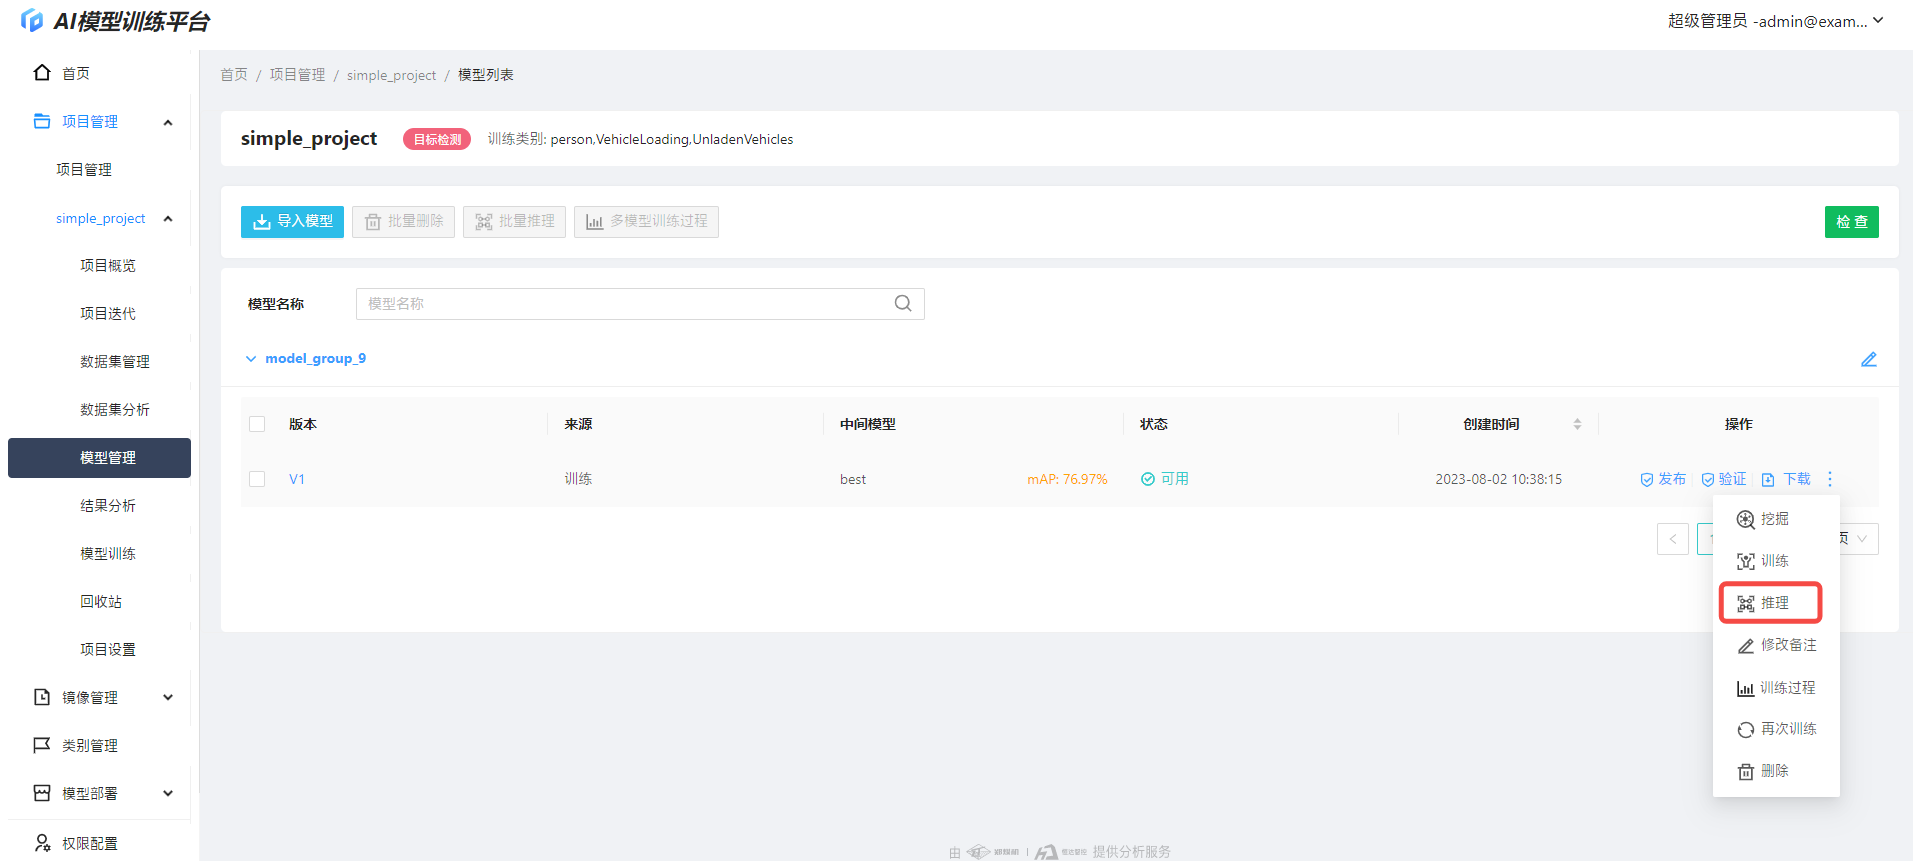 AI模型训练平台
超级管理员 -admin@exam...
首页
项目管理
项目管理
simple_project
项目概览
项目迭代
数据集管理
数据集分析
模型管理
结果分析
模型训练
回收站
项目设置
镜像管理
类别管理
模型部署
权限配置
首页 / 项目管理 / simple_project / 模型列表
simple_project 目标检测 训练类别: person,VehicleLoading,UnladenVehicles
导入模型 批量删除 批量推理 多模型训练过程 检 查
模型名称 模型名称
model_group_9
版本 来源 中间模型 状态 创建时间 操作
V1 训练 best mAP: 76.97% 可用 2023-08-02 10:38:15 发布 验证 下载
页
挖掘
训练
推理
修改备注
训练过程
再次训练
删除
由 提供分析服务